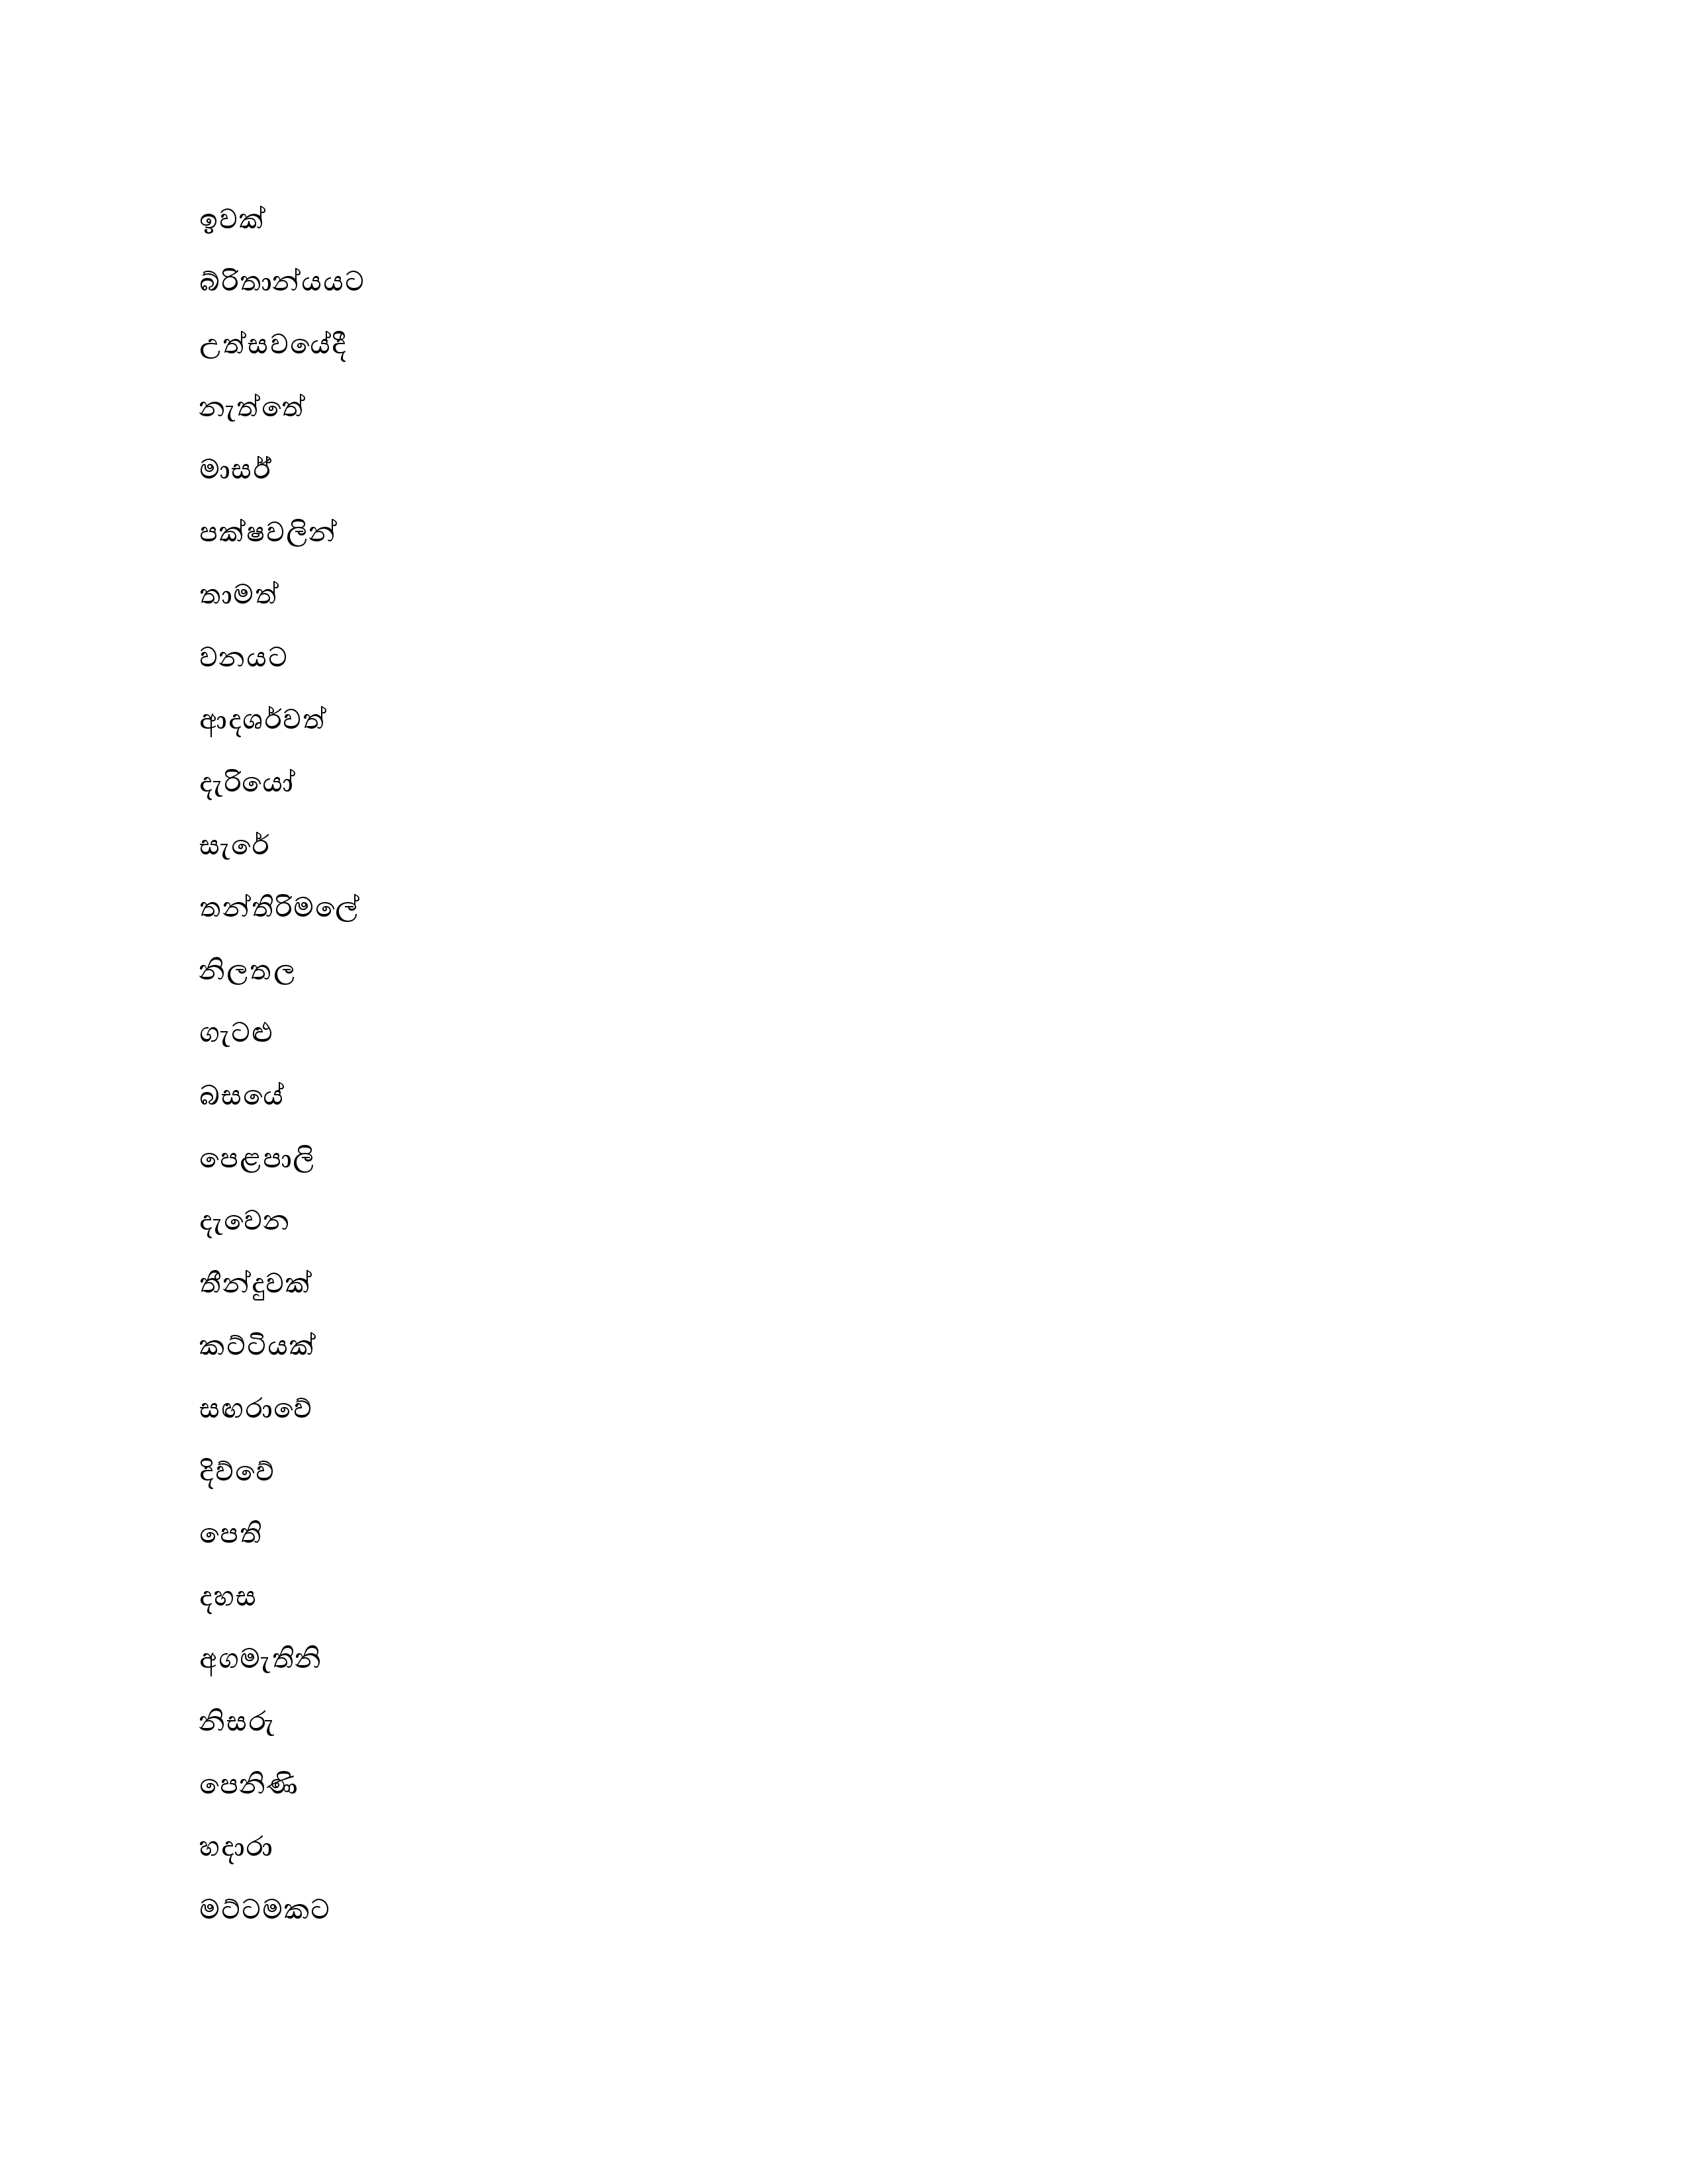 ඉවක්
බ්රිතාන්යයට
උත්සවයේදී
නැත්තේ
මාසර්
පක්ෂවලින්
තාමත්
වනයට
ආදශර්වත්
දැරියෝ
සැරේ
තන්තිරිමලේ
නිලතල
ගැටළු
බසයේ
පෙළපාලි
දැවෙන
තීන්දුවක්
කට්ටියක්
සඟරාවේ
දිව්වේ
පෙති
දහස
අගමැතිනි
නිසරු
පෙනිණි
හදාරා
මට්ටමකට